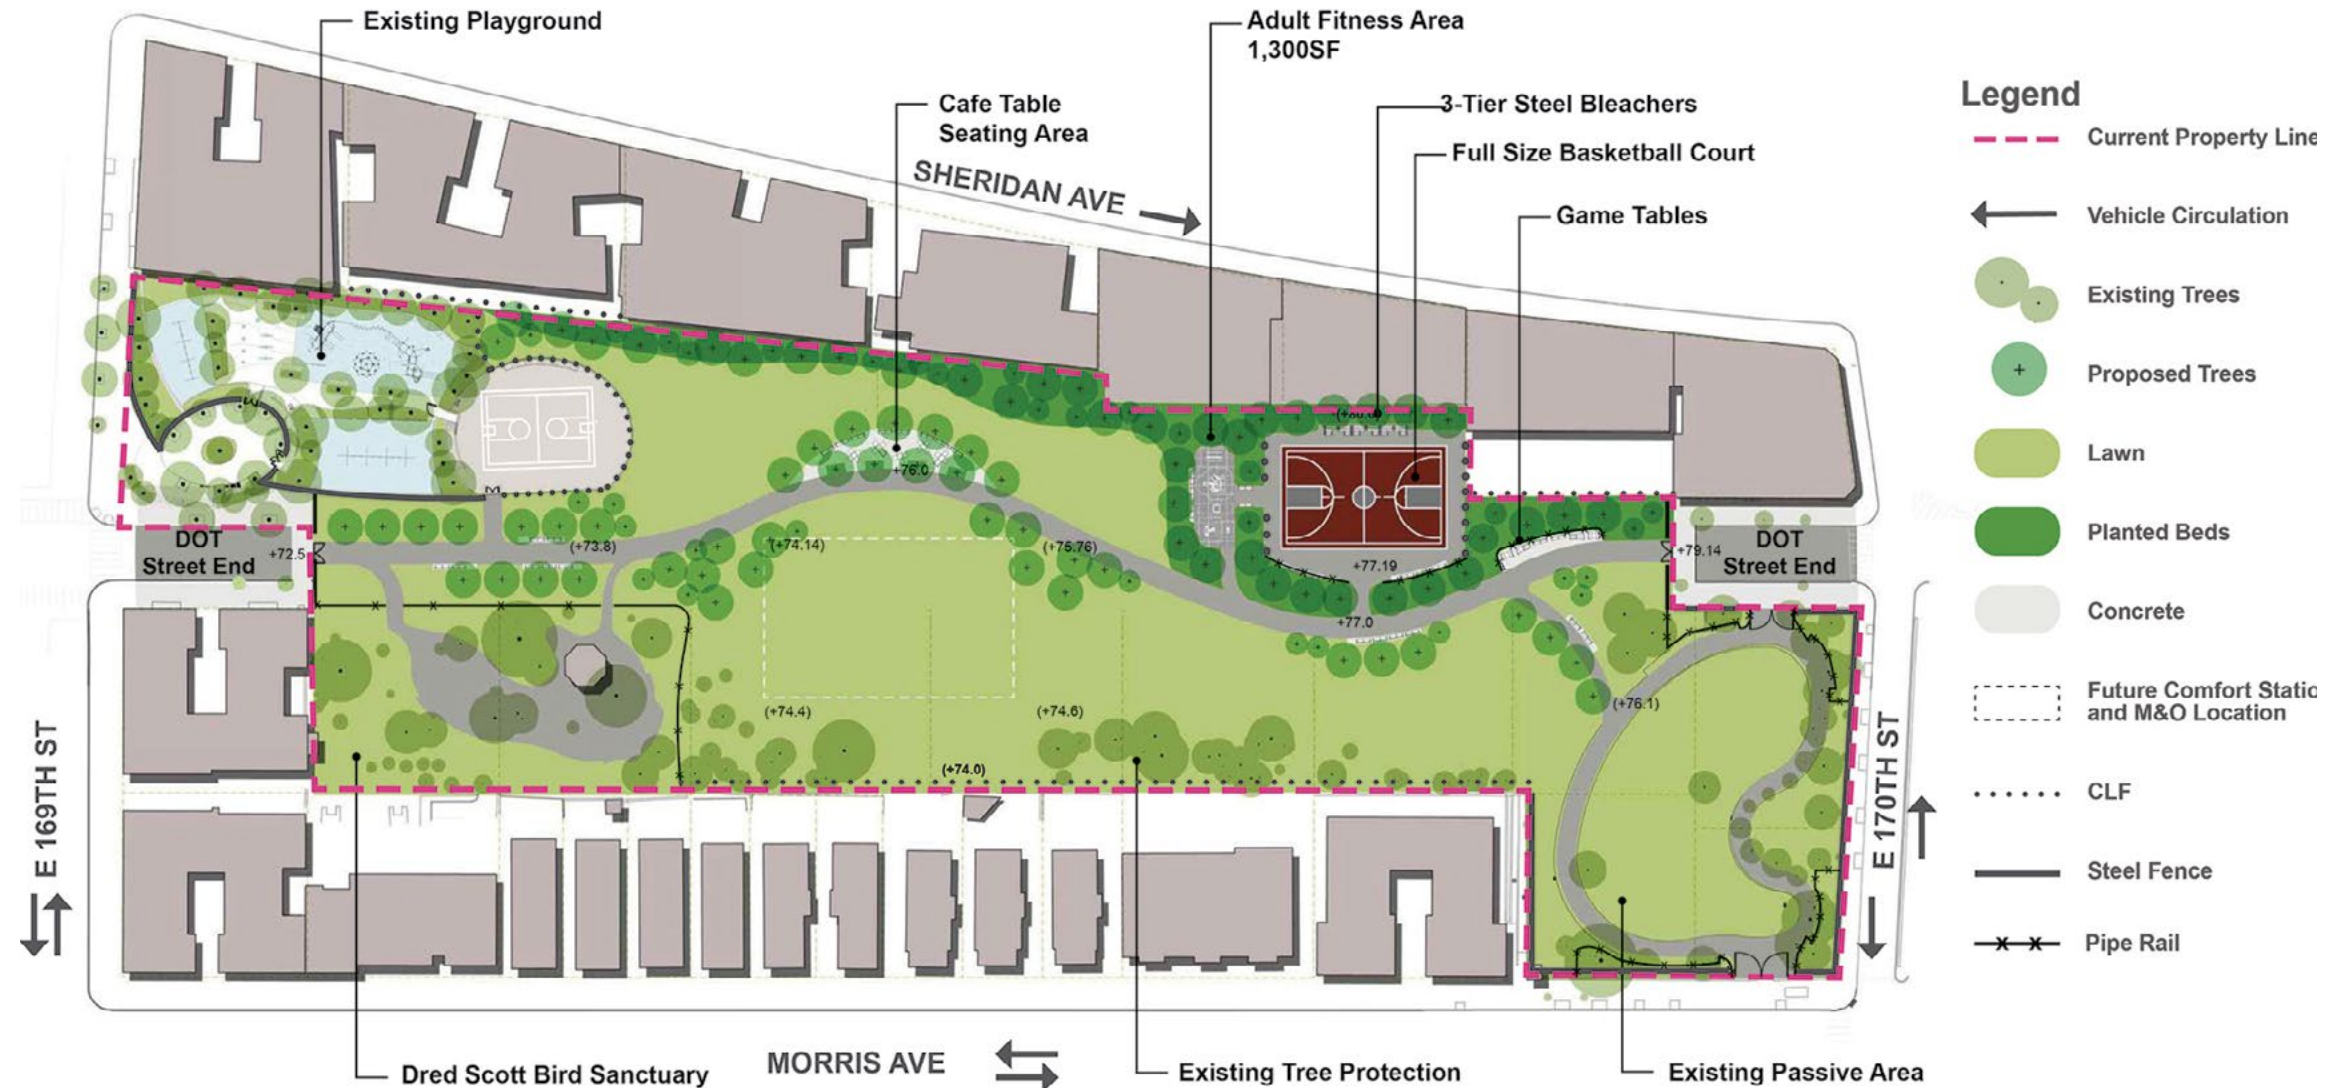 Existing Playground
Adult Fitness Area
1,300SF
Cafe Table
Seating Area
3-Tier Steel Bleachers
Full Size Basketball Court
Game Tables
SHERIDAN AVE
Legend
Current Property Line
Vehicle Circulation
Existing Trees
Proposed Trees
Lawn
Planted Beds
Concrete
Future Comfort Statio
and M&O Location
CLF
Steel Fence
Pipe Rail
+76.0
DOT
Street End
+72.5
(+73.8)
(+74.14)
(+75.76)
+77.19
+77.0
DOT
Street End
+79.14
(+74.4)
(+74.6)
(+76.1)
(+74.0)
E 169TH ST
E 170TH ST
Dred Scott Bird Sanctuary
MORRIS AVE
Existing Tree Protection
Existing Passive Area